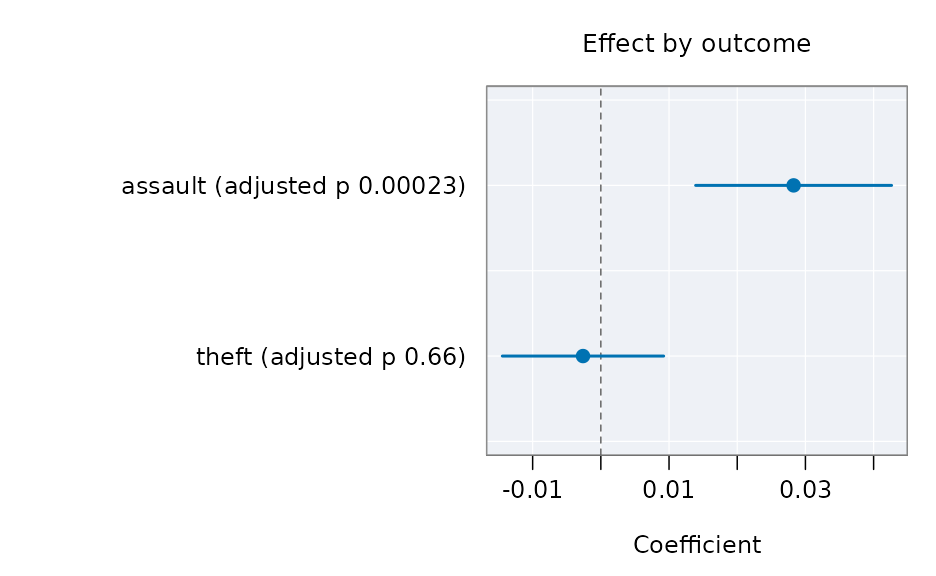 Effect by outcome
assault (adjusted p 0.00023)
theft (adjusted p 0.66)
-0.01 0.01 0.03
Coefficient